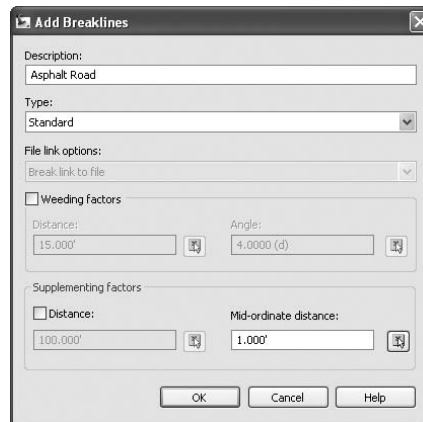 Add Breaklines
Description:
Asphalt Road
Type:
Standard
File link options:
Break link to file
Weeding factors
Distance: Angle:
15.000' 4.0000 (d)
Supplementing factors
Distance: Mid-ordinate distance:
100.000' 1.000'
OK Cancel Help